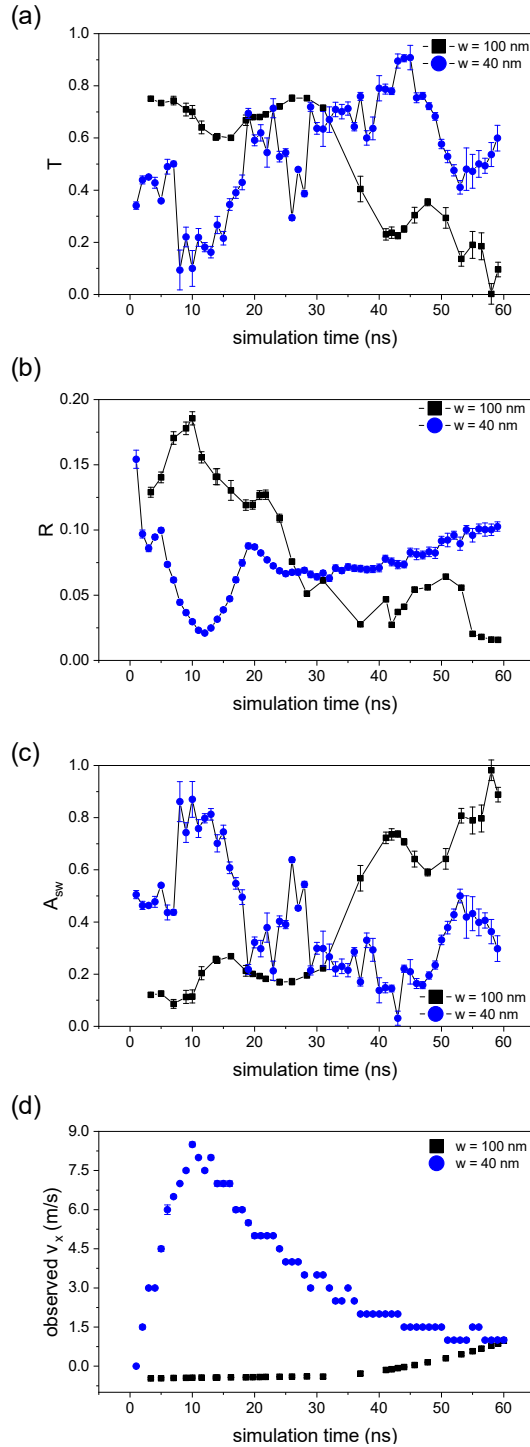 (a)
1.0
0.8
0.6
0.4
0.2
0.0
T
w = 100 nm
w = 40 nm
0 10 20 30 40 50 60
simulation time (ns)
(b)
0.20
0.15
0.10
0.05
0.00
R
w = 100 nm
w = 40 nm
0 10 20 30 40 50 60
simulation time (ns)
(c)
1.0
0.8
0.6
0.4
0.2
0.0
A_sw
w = 100 nm
w = 40 nm
0 10 20 30 40 50 60
simulation time (ns)
(d)
9.0
7.5
6.0
4.5
3.0
1.5
0.0
observed v_x (m/s)
w = 100 nm
w = 40 nm
0 10 20 30 40 50 60
simulation time (ns)